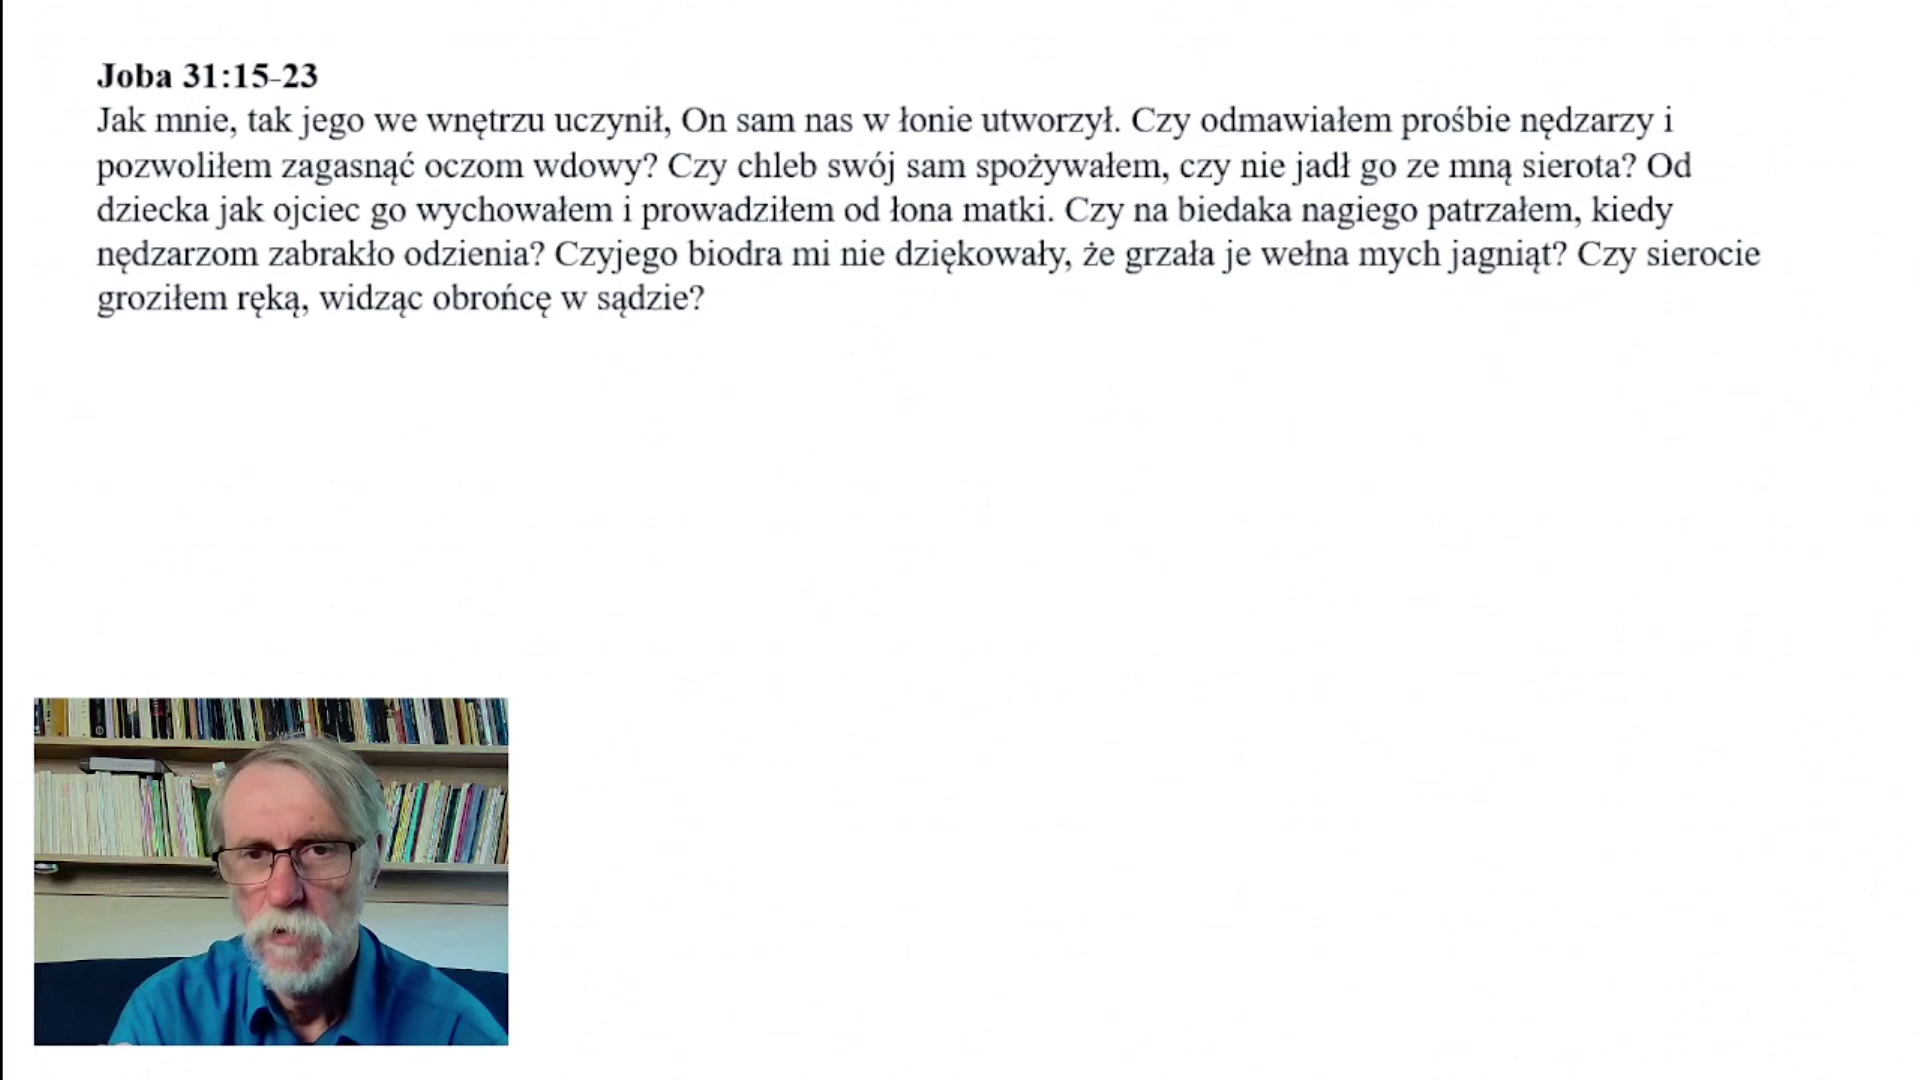 Joba 31:15-23
Jak mnie, tak jego we wnętrzu uczynił, On sam nas w łonie utworzył. Czy odmawiałem prośbie nędzarzy i
pozwoliłem zagasnąć oczom wdowy? Czy chleb swój sam spożywałem, czy nie jadł go ze mną sierota? Od
dziecka jak ojciec go wychowałem i prowadziłem od łona matki. Czy na biedaka nagiego patrzałem, kiedy
nędzarzom zabrakło odzienia? Czyjego biodra mi nie dziękowały, że grzała je wełna mych jagniąt? Czy sierocie
groziłem ręką, widząc obrońcę w sądzie?